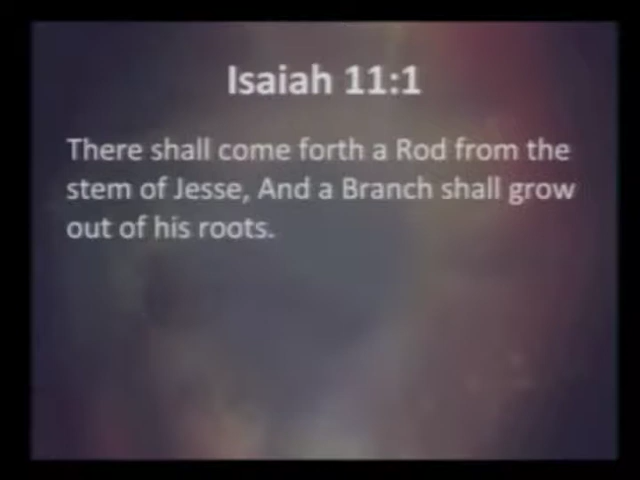 Isaiah 11:1
There shall come forth a Rod from the
stem of Jesse, And a Branch shall grow
out of his roots.